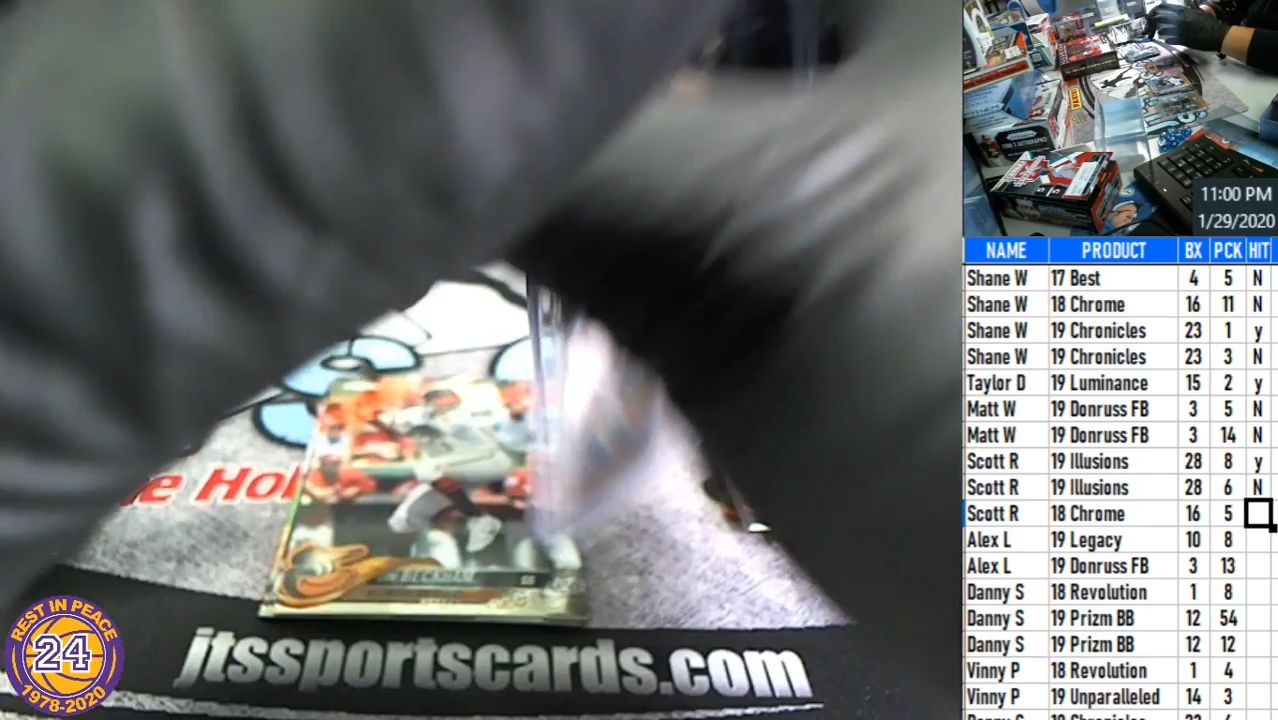 11:00 PM
1/29/2020
NAME PRODUCT BX PCK HIT
Shane W 17 Best 4 5 N
Shane W 18 Chrome 16 11 N
Shane W 19 Chronicles 23 1 y
Shane W 19 Chronicles 23 3 N
Taylor D 19 Luminance 15 2 y
Matt W 19 Donruss FB 3 5 N
Matt W 19 Donruss FB 3 14 N
Scott R 19 Illusions 28 8 y
Scott R 19 Illusions 28 6 N
Scott R 18 Chrome 16 5
Alex L 19 Legacy 10 8
Alex L 19 Donruss FB 3 13
Danny S 18 Revolution 1 8
Danny S 19 Prizm BB 12 54
Danny S 19 Prizm BB 12 12
Vinny P 18 Revolution 1 4
Vinny P 19 Unparalleled 14 3
e Hol
BECKHAM
jtssportscards.com
REST IN PEACE
24
1978-2020